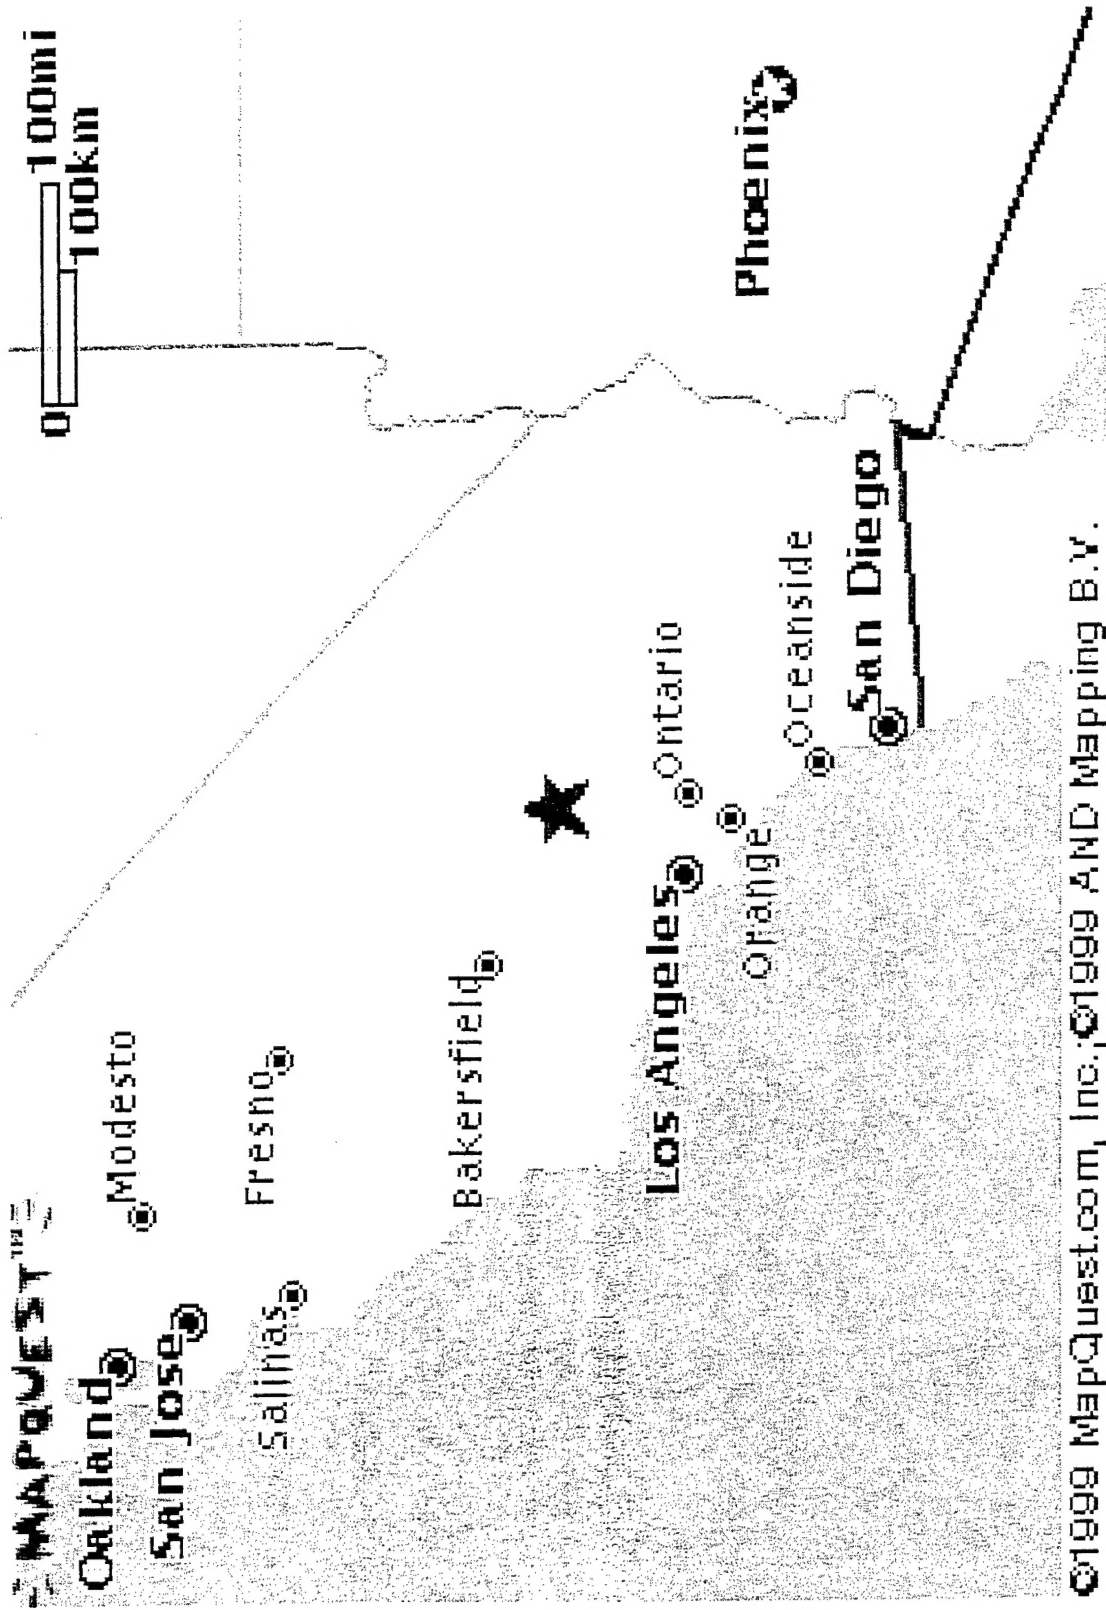 MAPQUEST™
0 100mi
100km
Oakland
Modesto
San Jose
Fresno
Salinas
Bakersfield
Los Angeles
Ontario
Orange
Phoenix
Oceanside
San Diego
©1999 MapQuest.com, Inc.;©1999 AND Mapping B.V.